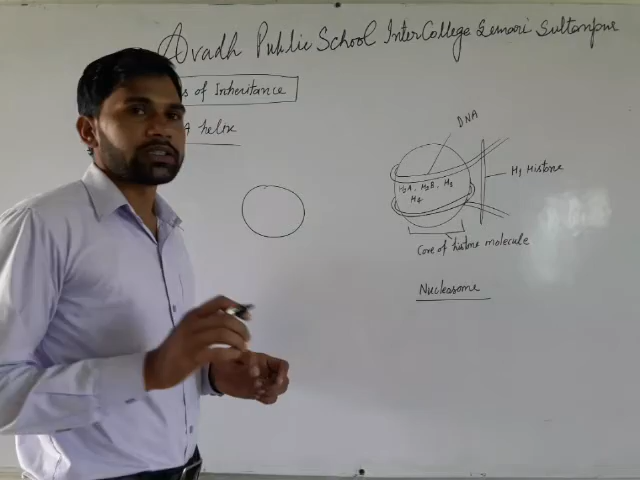 Avadh Public School InterCollege Semari Sultanpur
s of Inheritance
A helix
DNA
H2A, H2B, H3
H4
H1 Histone
Core of histone molecule
Nucleosome